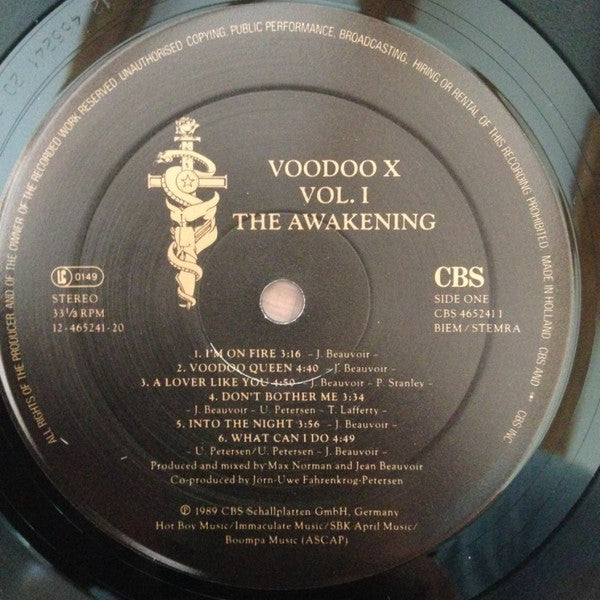 ALL RIGHTS OF THE PRODUCER AND OF THE OWNER OF THE RECORDED WORK RESERVED. UNAUTHORISED COPYING, PUBLIC PERFORMANCE, BROADCASTING, HIRING OR RENTAL OF THIS RECORDING PROHIBITED. MADE IN HOLLAND CBS AND CBS INC
VOODOO X
VOL. I
THE AWAKENING
LC 0149
STEREO
33 1/3 RPM
12-465241-20
CBS
SIDE ONE
CBS 465241 1
BIEM/STEMRA
1. I'M ON FIRE 3:16 – J. Beauvoir –
2. VOODOO QUEEN 4:40 – J. Beauvoir –
3. A LOVER LIKE YOU 4:50 – J. Beauvoir – P. Stanley –
4. DON'T BOTHER ME 3:34
– J. Beauvoir – U. Petersen – T. Lafferty –
5. INTO THE NIGHT 3:56 – J. Beauvoir –
6. WHAT CAN I DO 4:49
– U. Petersen/U. Petersen – J. Beauvoir –
Produced and mixed by Max Norman and Jean Beauvoir
Co-produced by Jörn-Uwe Fahrenkrog-Petersen
℗ 1989 CBS Schallplatten GmbH, Germany
Hot Boy Music/Immaculate Music/SBK April Music/
Boompa Music (ASCAP)